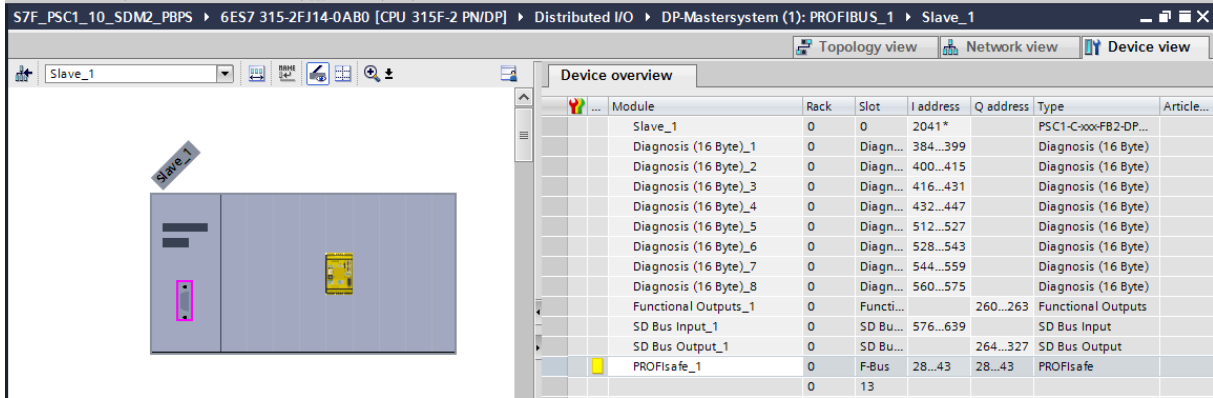 S7F_PSC1_10_SDM2_PBPS ▸ 6ES7 315-2FJ14-0AB0 [CPU 315F-2 PN/DP] ▸ Distributed I/O ▸ DP-Mastersystem (1): PROFIBUS_1 ▸ Slave_1
Topology view Network view Device view
Slave_1
Device overview
... Module Rack Slot I address Q address Type Article...
Slave_1 0 0 2041* PSC1-C-xxx-FB2-DP...
Diagnosis (16 Byte)_1 0 Diagn... 384...399 Diagnosis (16 Byte)
Diagnosis (16 Byte)_2 0 Diagn... 400...415 Diagnosis (16 Byte)
Diagnosis (16 Byte)_3 0 Diagn... 416...431 Diagnosis (16 Byte)
Diagnosis (16 Byte)_4 0 Diagn... 432...447 Diagnosis (16 Byte)
Diagnosis (16 Byte)_5 0 Diagn... 512...527 Diagnosis (16 Byte)
Diagnosis (16 Byte)_6 0 Diagn... 528...543 Diagnosis (16 Byte)
Diagnosis (16 Byte)_7 0 Diagn... 544...559 Diagnosis (16 Byte)
Diagnosis (16 Byte)_8 0 Diagn... 560...575 Diagnosis (16 Byte)
Functional Outputs_1 0 Functi... 260...263 Functional Outputs
SD Bus Input_1 0 SD Bu... 576...639 SD Bus Input
SD Bus Output_1 0 SD Bu... 264...327 SD Bus Output
PROFIsafe_1 0 F-Bus 28...43 28...43 PROFIsafe
0 13
Slave_1